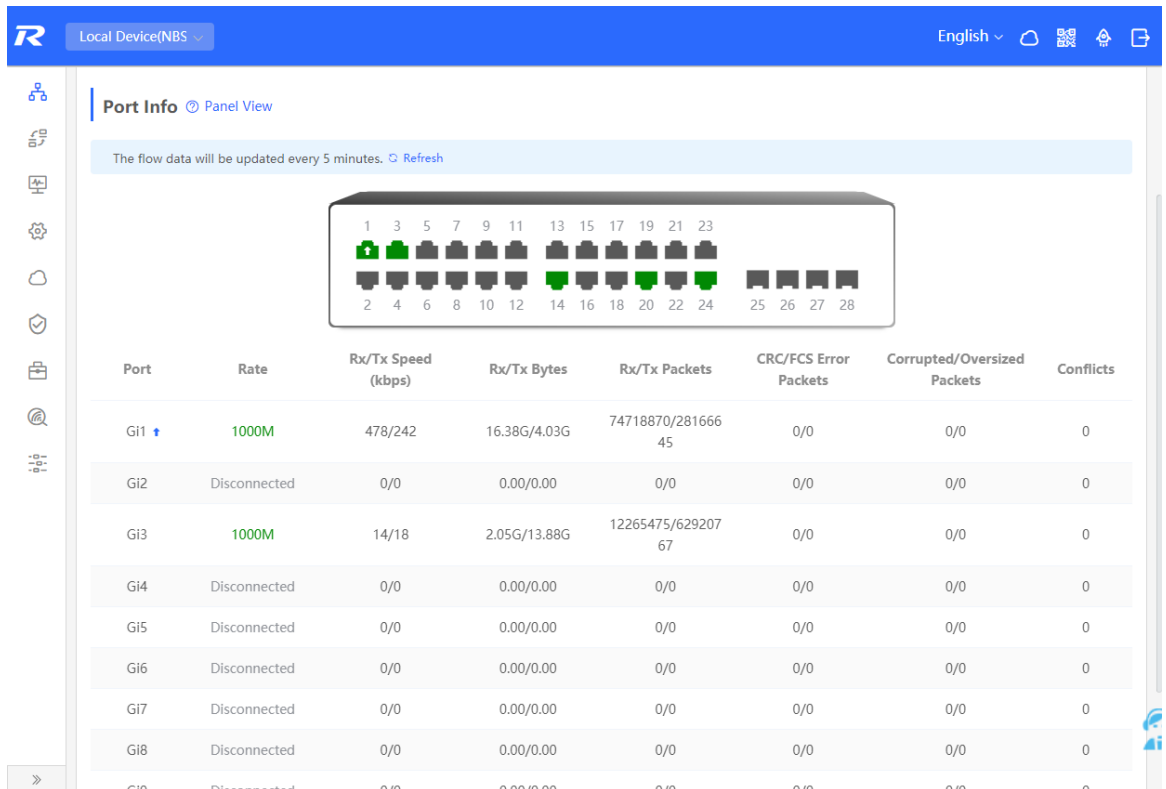 R
Local Device(NBS
English
Port Info Panel View
The flow data will be updated every 5 minutes. Refresh
1 3 5 7 9 11 13 15 17 19 21 23
2 4 6 8 10 12 14 16 18 20 22 24 25 26 27 28
Port Rate Rx/Tx Speed (kbps) Rx/Tx Bytes Rx/Tx Packets CRC/FCS Error Packets Corrupted/Oversized Packets Conflicts
Gi1 1000M 478/242 16.38G/4.03G 74718870/28166645 0/0 0/0 0
Gi2 Disconnected 0/0 0.00/0.00 0/0 0/0 0/0 0
Gi3 1000M 14/18 2.05G/13.88G 12265475/62920767 0/0 0/0 0
Gi4 Disconnected 0/0 0.00/0.00 0/0 0/0 0/0 0
Gi5 Disconnected 0/0 0.00/0.00 0/0 0/0 0/0 0
Gi6 Disconnected 0/0 0.00/0.00 0/0 0/0 0/0 0
Gi7 Disconnected 0/0 0.00/0.00 0/0 0/0 0/0 0
Gi8 Disconnected 0/0 0.00/0.00 0/0 0/0 0/0 0